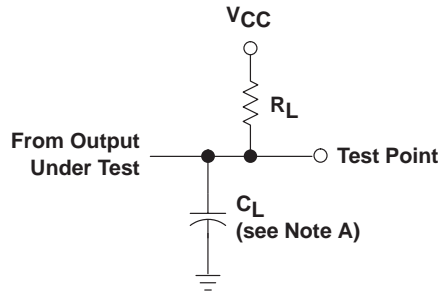 VCC
RL
From Output
Under Test
Test Point
CL
(see Note A)